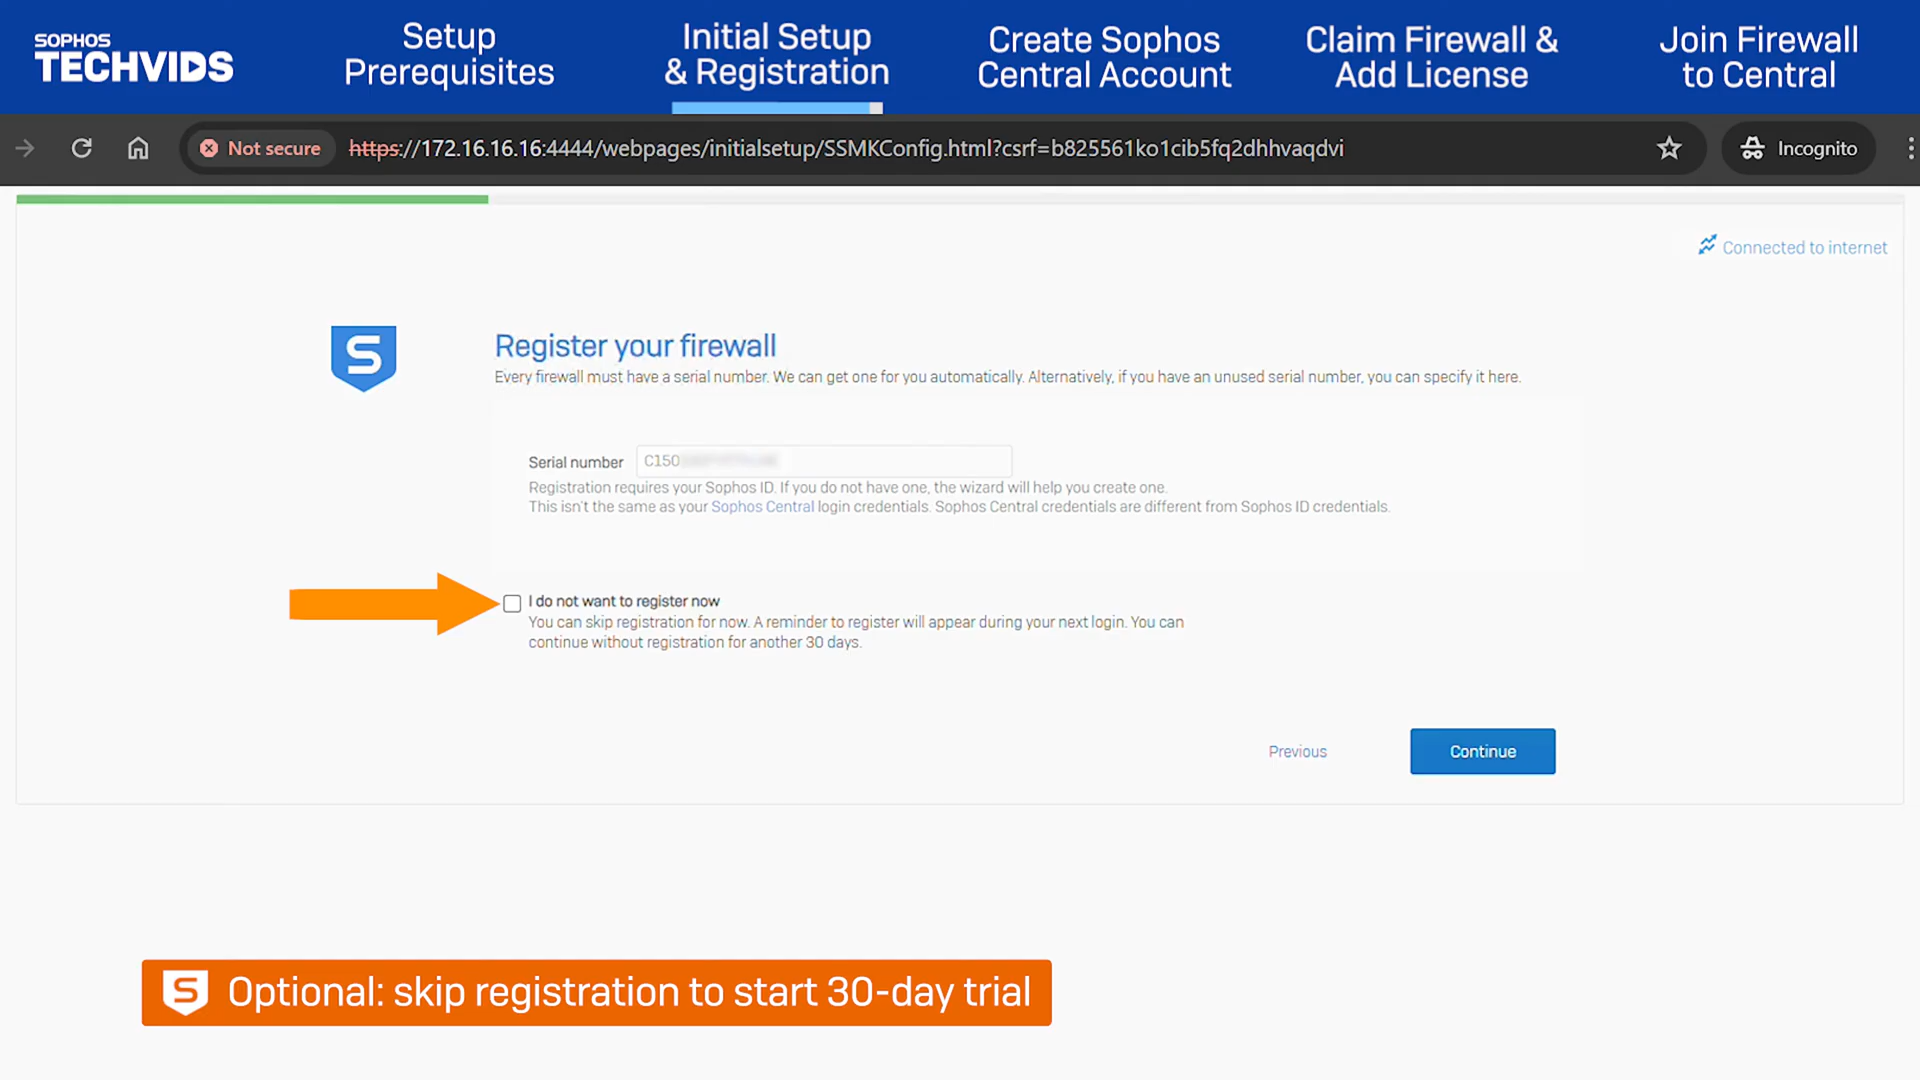 SOPHOS
TECHVIDS
Setup
Prerequisites
Initial Setup
& Registration
Create Sophos
Central Account
Claim Firewall &
Add License
Join Firewall
to Central
Not secure
https://172.16.16.16:4444/webpages/initialsetup/SSMKConfig.html?csrf=b825561ko1cib5fq2dhhvaqdvi
Incognito
Connected to internet
S
Register your firewall
Every firewall must have a serial number. We can get one for you automatically. Alternatively, if you have an unused serial number, you can specify it here.
Serial number C150
Registration requires your Sophos ID. If you do not have one, the wizard will help you create one.
This isn't the same as your Sophos Central login credentials. Sophos Central credentials are different from Sophos ID credentials.
I do not want to register now
You can skip registration for now. A reminder to register will appear during your next login. You can
continue without registration for another 30 days.
Previous
Continue
S Optional: skip registration to start 30-day trial